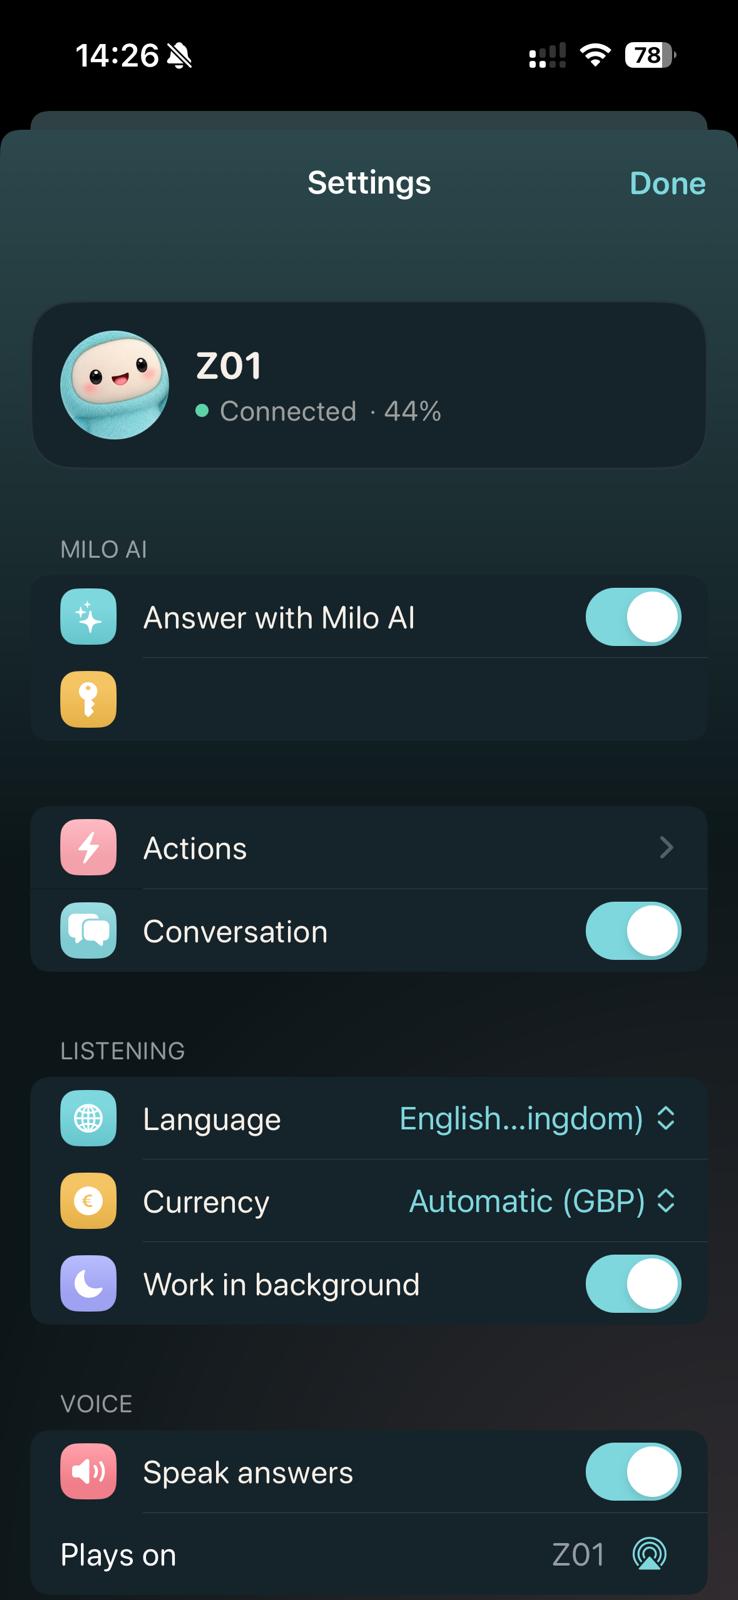 14:26
78
Settings
Done
Z01
Connected · 44%
MILO AI
Answer with Milo AI
Actions
Conversation
LISTENING
Language English...ingdom)
Currency Automatic (GBP)
Work in background
VOICE
Speak answers
Plays on Z01